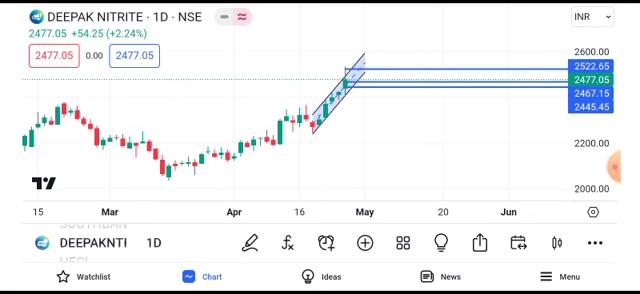 DEEPAK NITRITE · 1D · NSE
INR
2477.05 +54.25 (+2.24%)
2477.05 0.00 2477.05
2600.00
2522.65
2477.05
2467.15
2445.45
2200.00
2000.00
15 Mar Apr 16 May 20 Jun
DEEPAKNTI 1D
Watchlist Chart Ideas News Menu